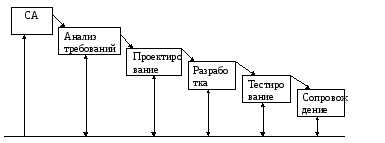 СА
Анализ
требований
Проектиро
вание
Разрабо
тка
Тестиро
вание
Сопровож
дение